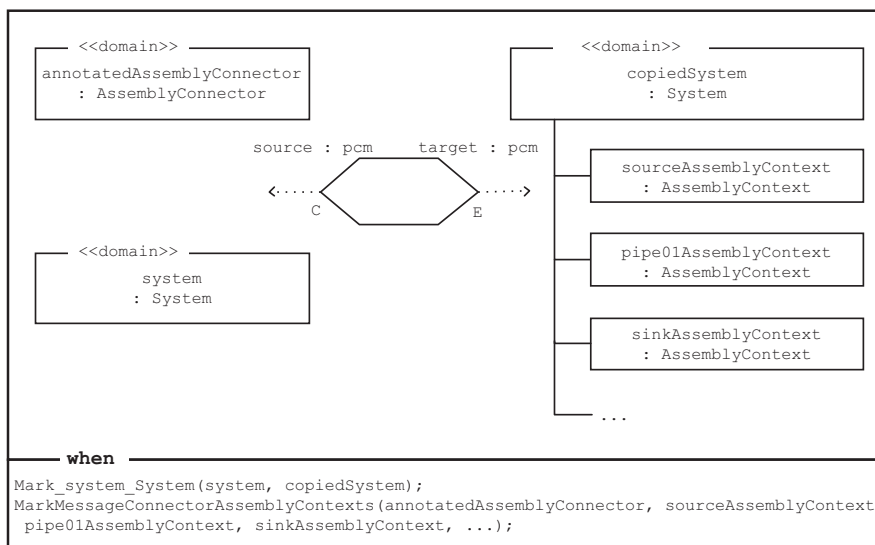 <<domain>>
annotatedAssemblyConnector
: AssemblyConnector
<<domain>>
copiedSystem
: System
source : pcm
target : pcm
C
E
sourceAssemblyContext
: AssemblyContext
<<domain>>
system
: System
pipe01AssemblyContext
: AssemblyContext
sinkAssemblyContext
: AssemblyContext
...
when
Mark_system_System(system, copiedSystem);
MarkMessageConnectorAssemblyContexts(annotatedAssemblyConnector, sourceAssemblyContext
pipe01AssemblyContext, sinkAssemblyContext, ...);